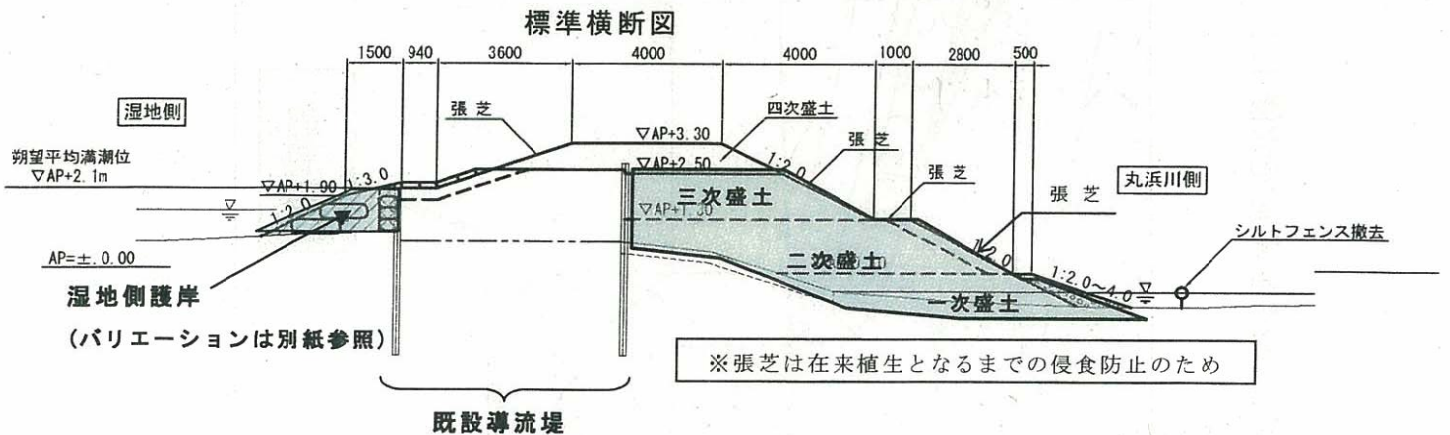 標準横断図
1500 940 3600 4000 4000 1000 2800 500
湿地側
張芝
四次盛土
▽AP+3.30
張芝
朔望平均満潮位
▽AP+2.1m
▽AP+2.50
1:2.0
張芝
丸浜川側
▽AP+1.90
1:3.0
三次盛土
張芝
1:2.0
▽AP+1.30
シルトフェンス撤去
AP=±.0.00
二次盛土
1:2.0
1:2.0~4.0
湿地側護岸
一次盛土
(バリエーションは別紙参照)
※張芝は在来植生となるまでの侵食防止のため
既設導流堤